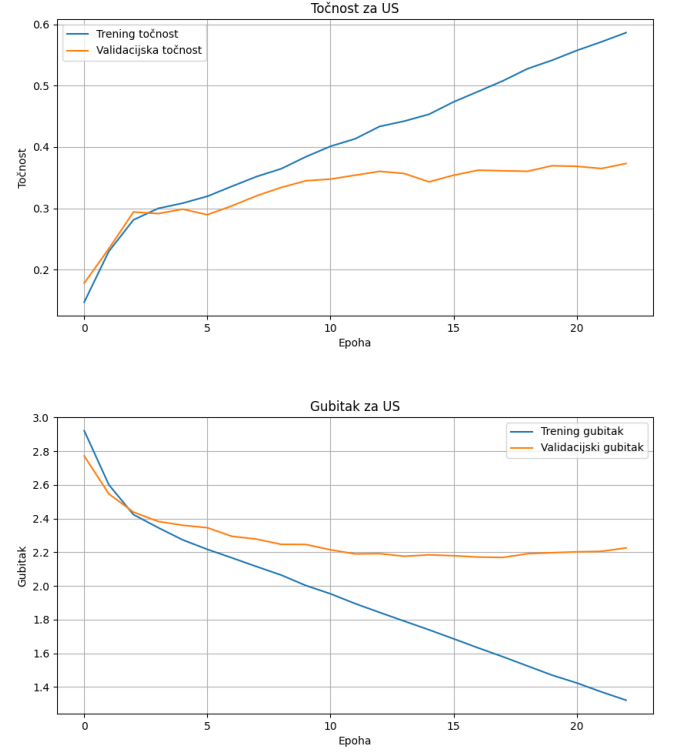 Točnost za US
0.6
0.5
0.4
0.3
0.2
Točnost
Trening točnost
Validacijska točnost
0
5
10
15
20
Epoha
Gubitak za US
3.0
2.8
2.6
2.4
2.2
2.0
1.8
1.6
1.4
Gubitak
Trening gubitak
Validacijski gubitak
0
5
10
15
20
Epoha